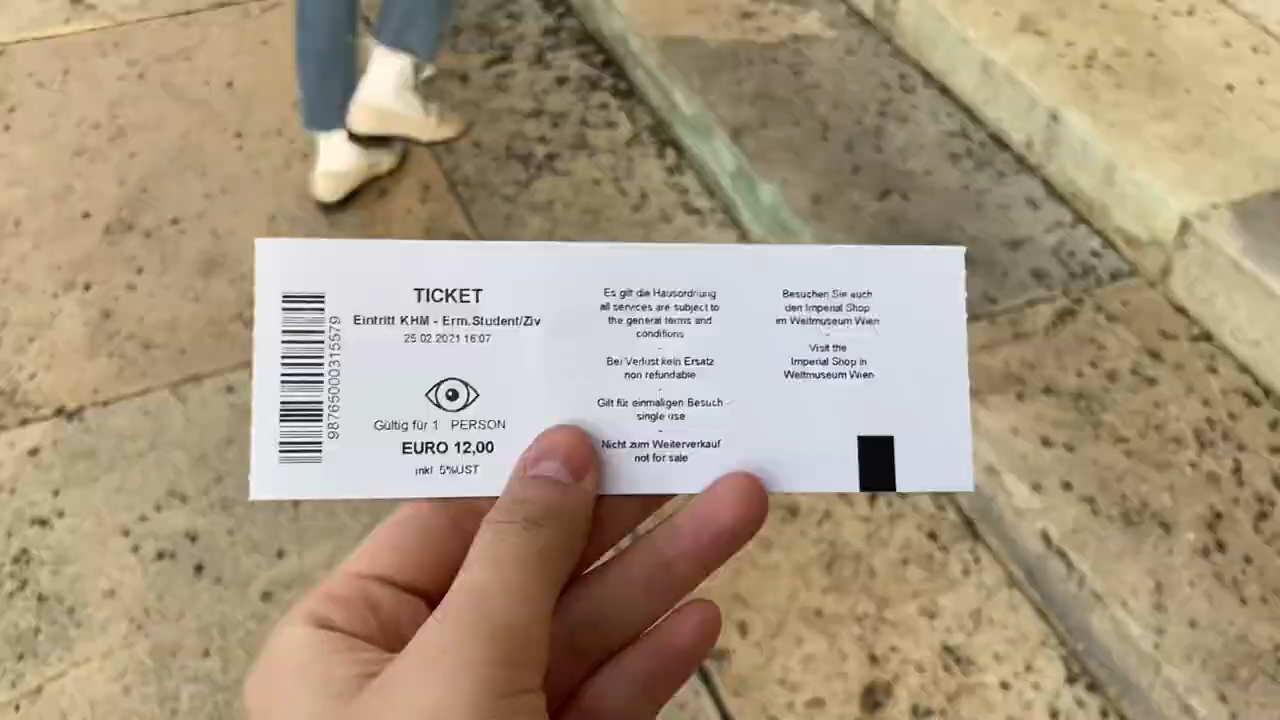 98765000315579
TICKET
Eintritt KHM - Erm.Student/Ziv
25.02.2021 16:07
Gültig für 1 PERSON
EURO 12,00
inkl. 5%UST
Es gilt die Hausordnung
all services are subject to
the general terms and
conditions
-
Bei Verlust kein Ersatz
non refundable
-
Gilt für einmaligen Besuch
single use
-
Nicht zum Weiterverkauf
not for sale
Besuchen Sie auch
den Imperial Shop
im Weltmuseum Wien
-
Visit the
Imperial Shop in
Weltmuseum Wien